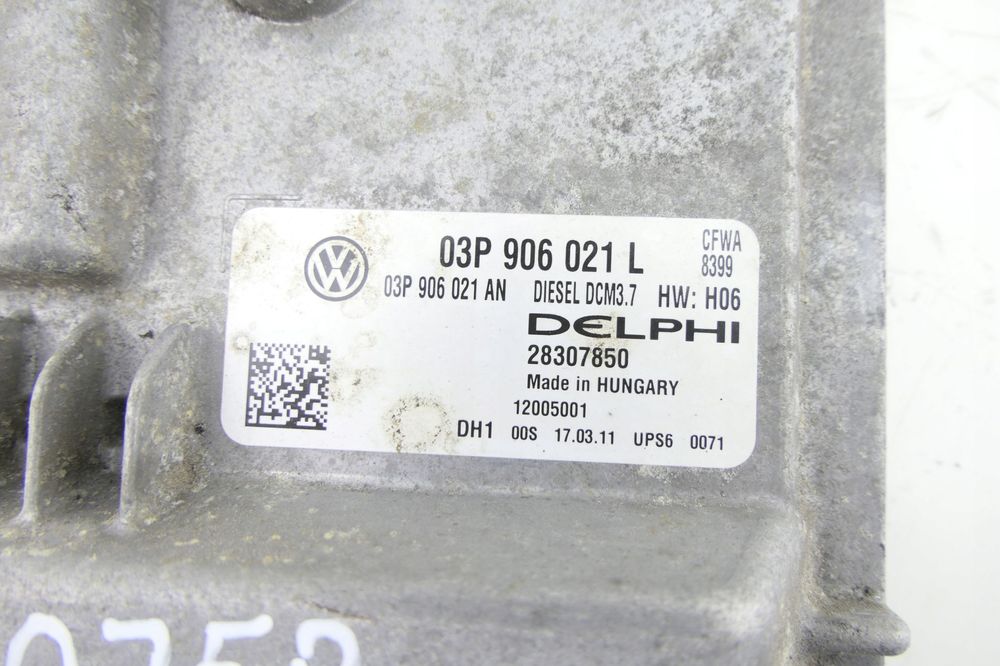 03P 906 021 L
CFWA
8399
03P 906 021 AN DIESEL DCM3.7 HW: H06
DELPHI
28307850
Made in HUNGARY
12005001
DH1 00S 17.03.11 UPS6 0071